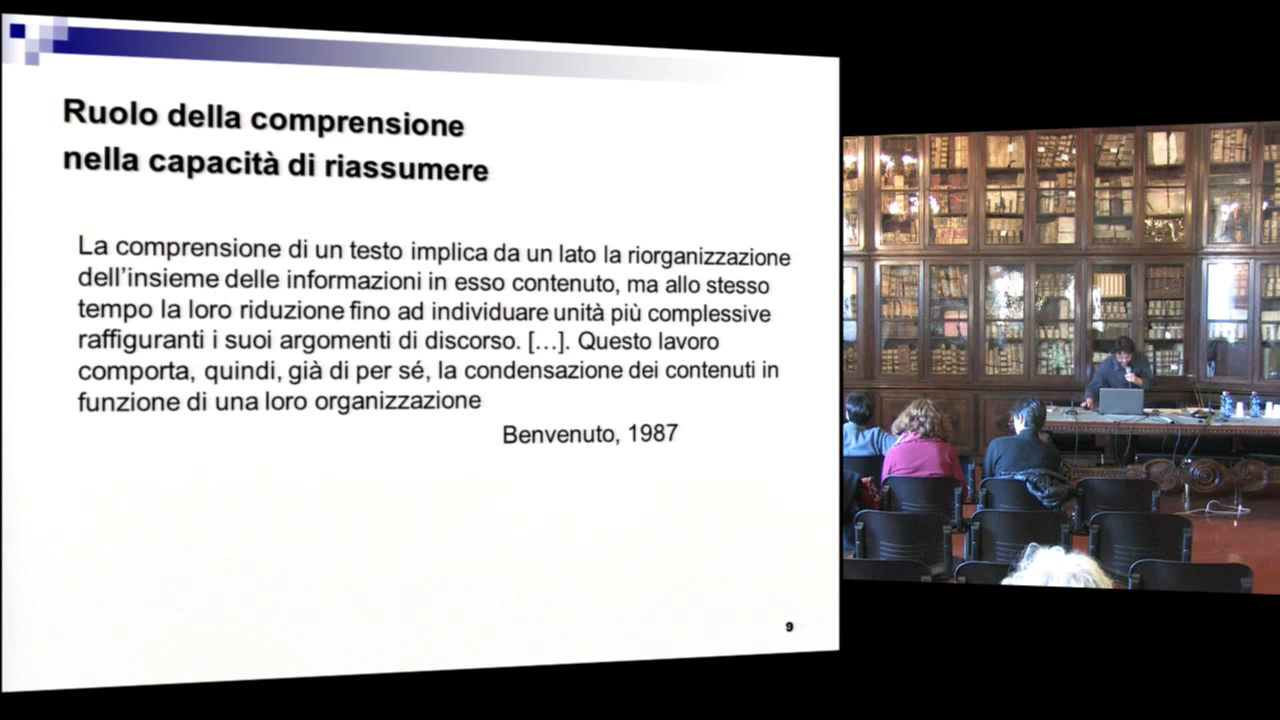 Ruolo della comprensione
nella capacità di riassumere
La comprensione di un testo implica da un lato la riorganizzazione
dell'insieme delle informazioni in esso contenuto, ma allo stesso
tempo la loro riduzione fino ad individuare unità più complessive
raffiguranti i suoi argomenti di discorso. […]. Questo lavoro
comporta, quindi, già di per sé, la condensazione dei contenuti in
funzione di una loro organizzazione
Benvenuto, 1987
9